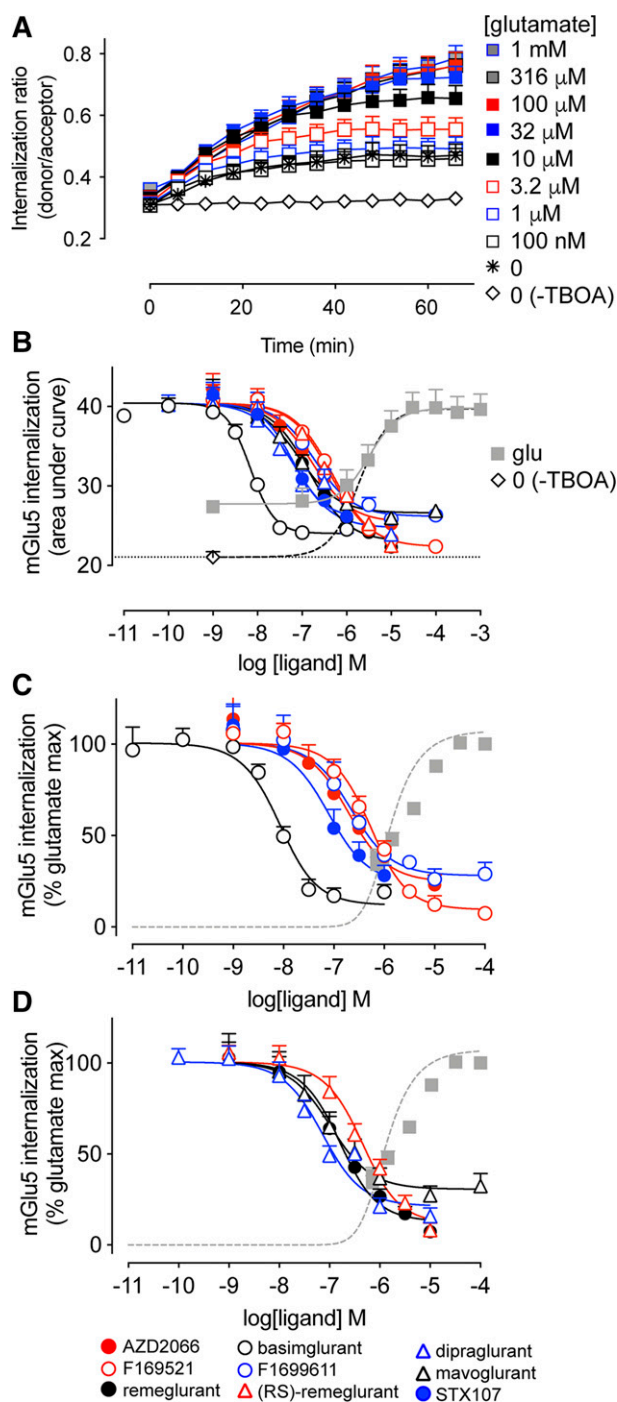 A
[glutamate]
0.8
0.6
0.4
0.2
Internalization ratio
(donor/acceptor)
1 mM
316 µM
100 µM
32 µM
10 µM
3.2 µM
1 µM
100 nM
0
0 (-TBOA)
0 20 40 60
Time (min)
B
mGlu5 internalization
(area under curve)
40
30
20
glu
0 (-TBOA)
-11 -10 -9 -8 -7 -6 -5 -4 -3
log [ligand] M
C
mGlu5 internalization
(% glutamate max)
100
50
0
-11 -10 -9 -8 -7 -6 -5 -4
log[ligand] M
D
mGlu5 internalization
(% glutamate max)
100
50
0
-11 -10 -9 -8 -7 -6 -5 -4
log[ligand] M
AZD2066 basimglurant dipraglurant
F169521 F1699611 mavoglurant
remeglurant (RS)-remeglurant STX107